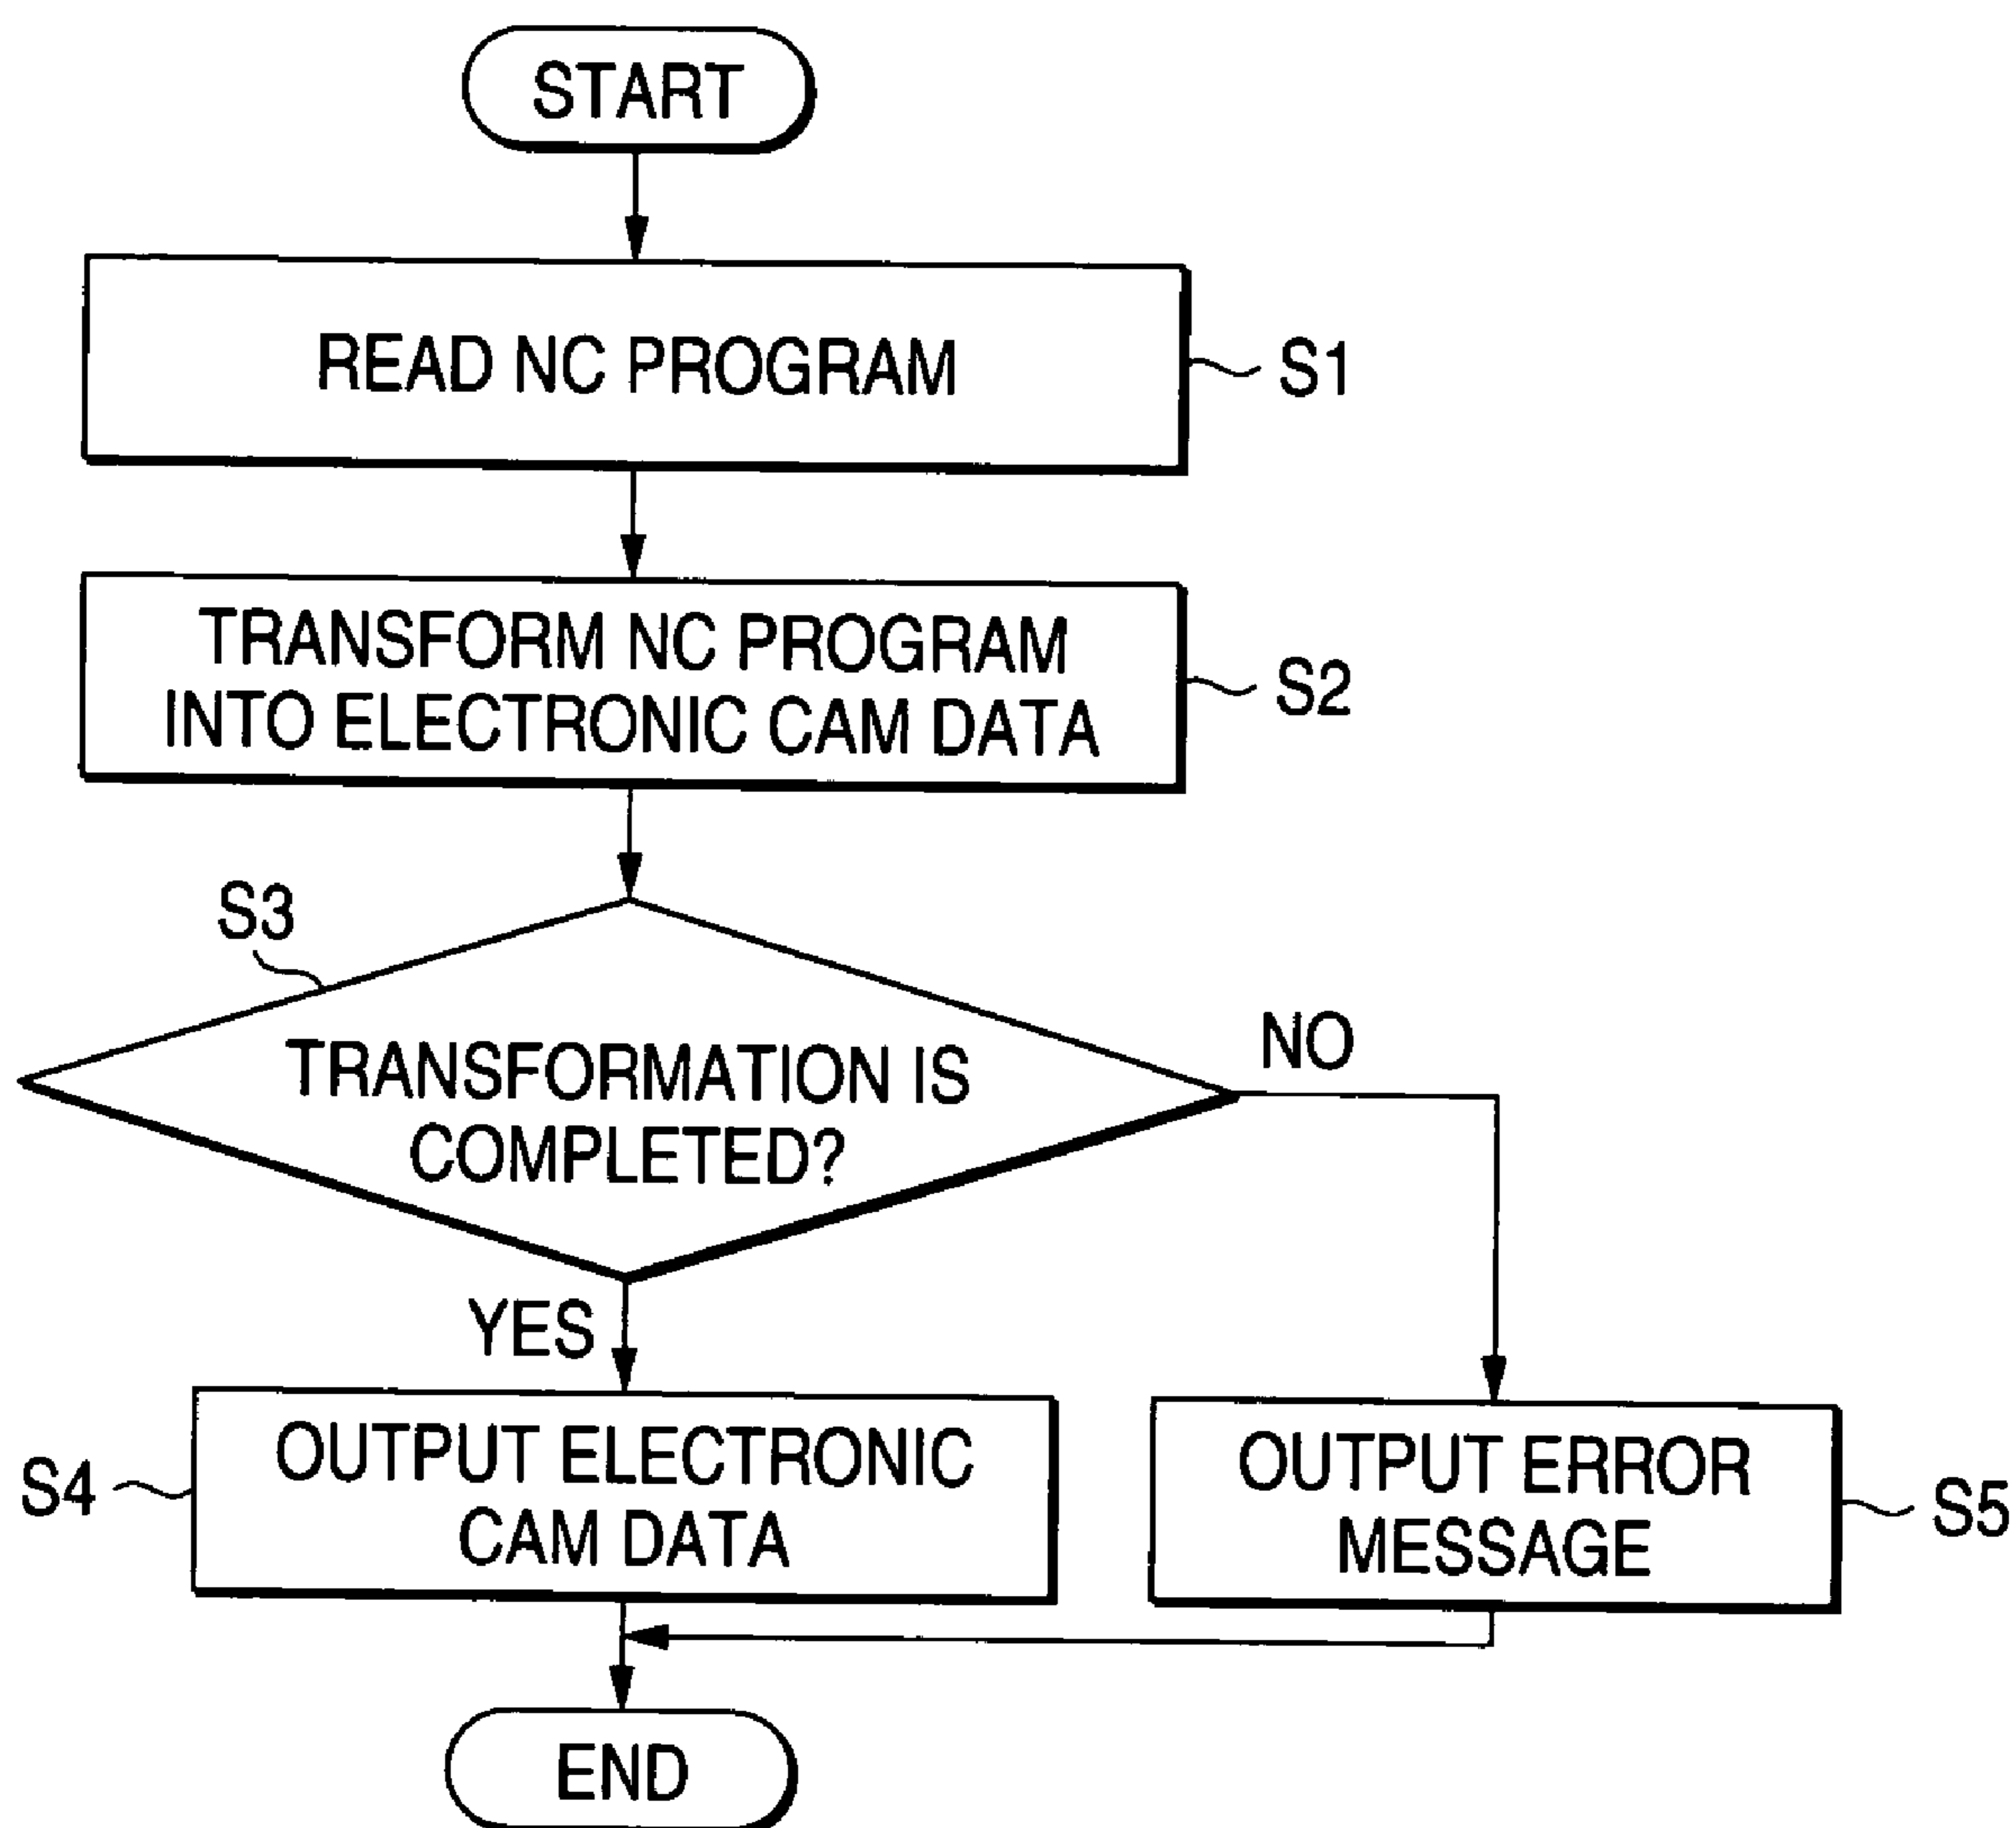 START
READ NC PROGRAM
S1
TRANSFORM NC PROGRAM
INTO ELECTRONIC CAM DATA
S2
S3
TRANSFORMATION IS
COMPLETED?
NO
YES
S4
OUTPUT ELECTRONIC
CAM DATA
OUTPUT ERROR
MESSAGE
S5
END